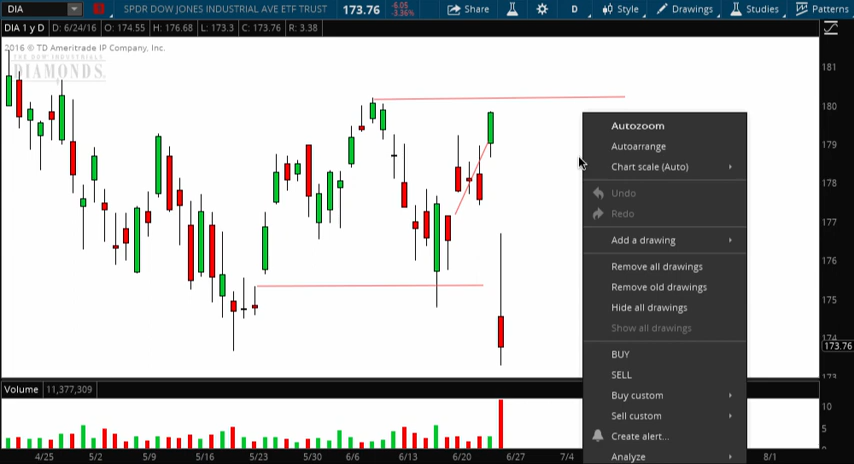 DIA SPDR DOW JONES INDUSTRIAL AVE ETF TRUST 173.76 -6.05 -3.36% Share D Style Drawings Studies Patterns
DIA 1 y D D: 6/24/16 O: 174.55 H: 176.68 L: 173.3 C: 173.76 R: 3.38
2016 © TD Ameritrade IP Company, Inc.
THE DOW INDUSTRIALS
DIAMONDS.
181
180
179
178
177
176
175
174
173.76
173
Autozoom
Autoarrange
Chart scale (Auto)
Undo
Redo
Add a drawing
Remove all drawings
Remove old drawings
Hide all drawings
Show all drawings
BUY
SELL
Buy custom
Sell custom
Create alert...
Analyze
Volume 11,377,309
10
5
4/25 5/2 5/9 5/16 5/23 5/30 6/6 6/13 6/20 6/27 7/4 8/1